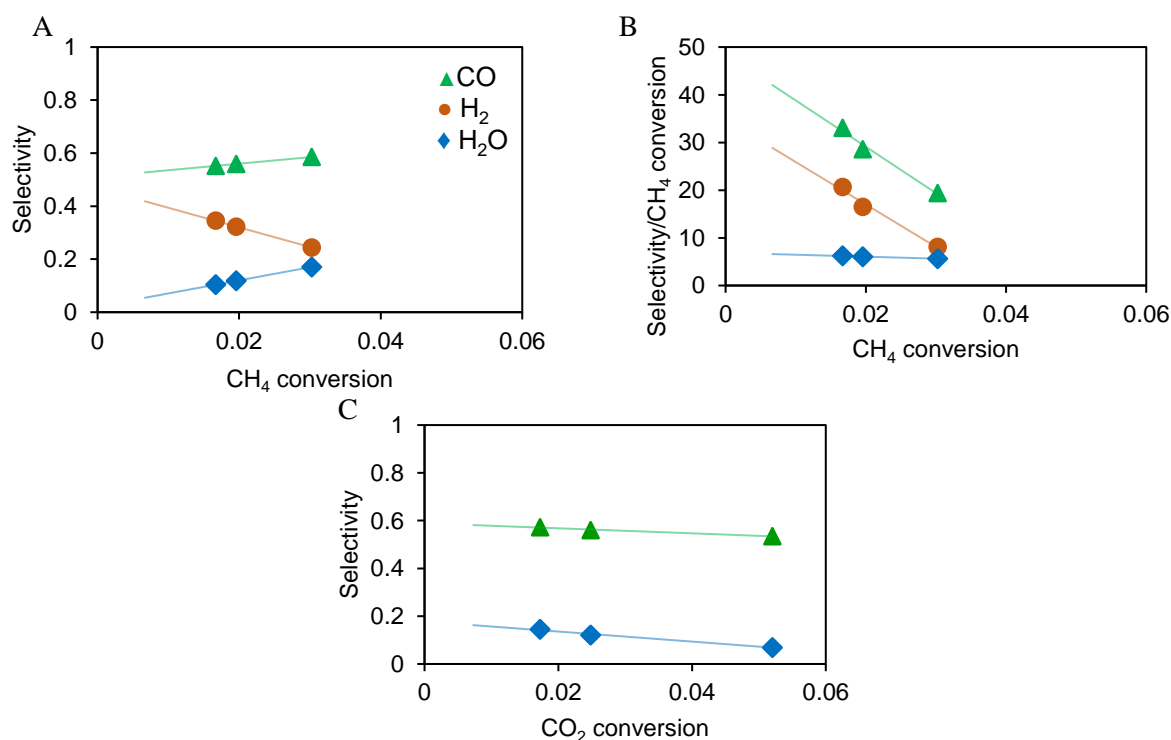 A
1
0.8
0.6
0.4
0.2
0
Selectivity
CO
H₂
H₂O
0
0.02
0.04
0.06
CH₄ conversion
B
50
40
30
20
10
0
Selectivity/CH₄ conversion
0
0.02
0.04
0.06
CH₄ conversion
C
1
0.8
0.6
0.4
0.2
0
Selectivity
0
0.02
0.04
0.06
CO₂ conversion